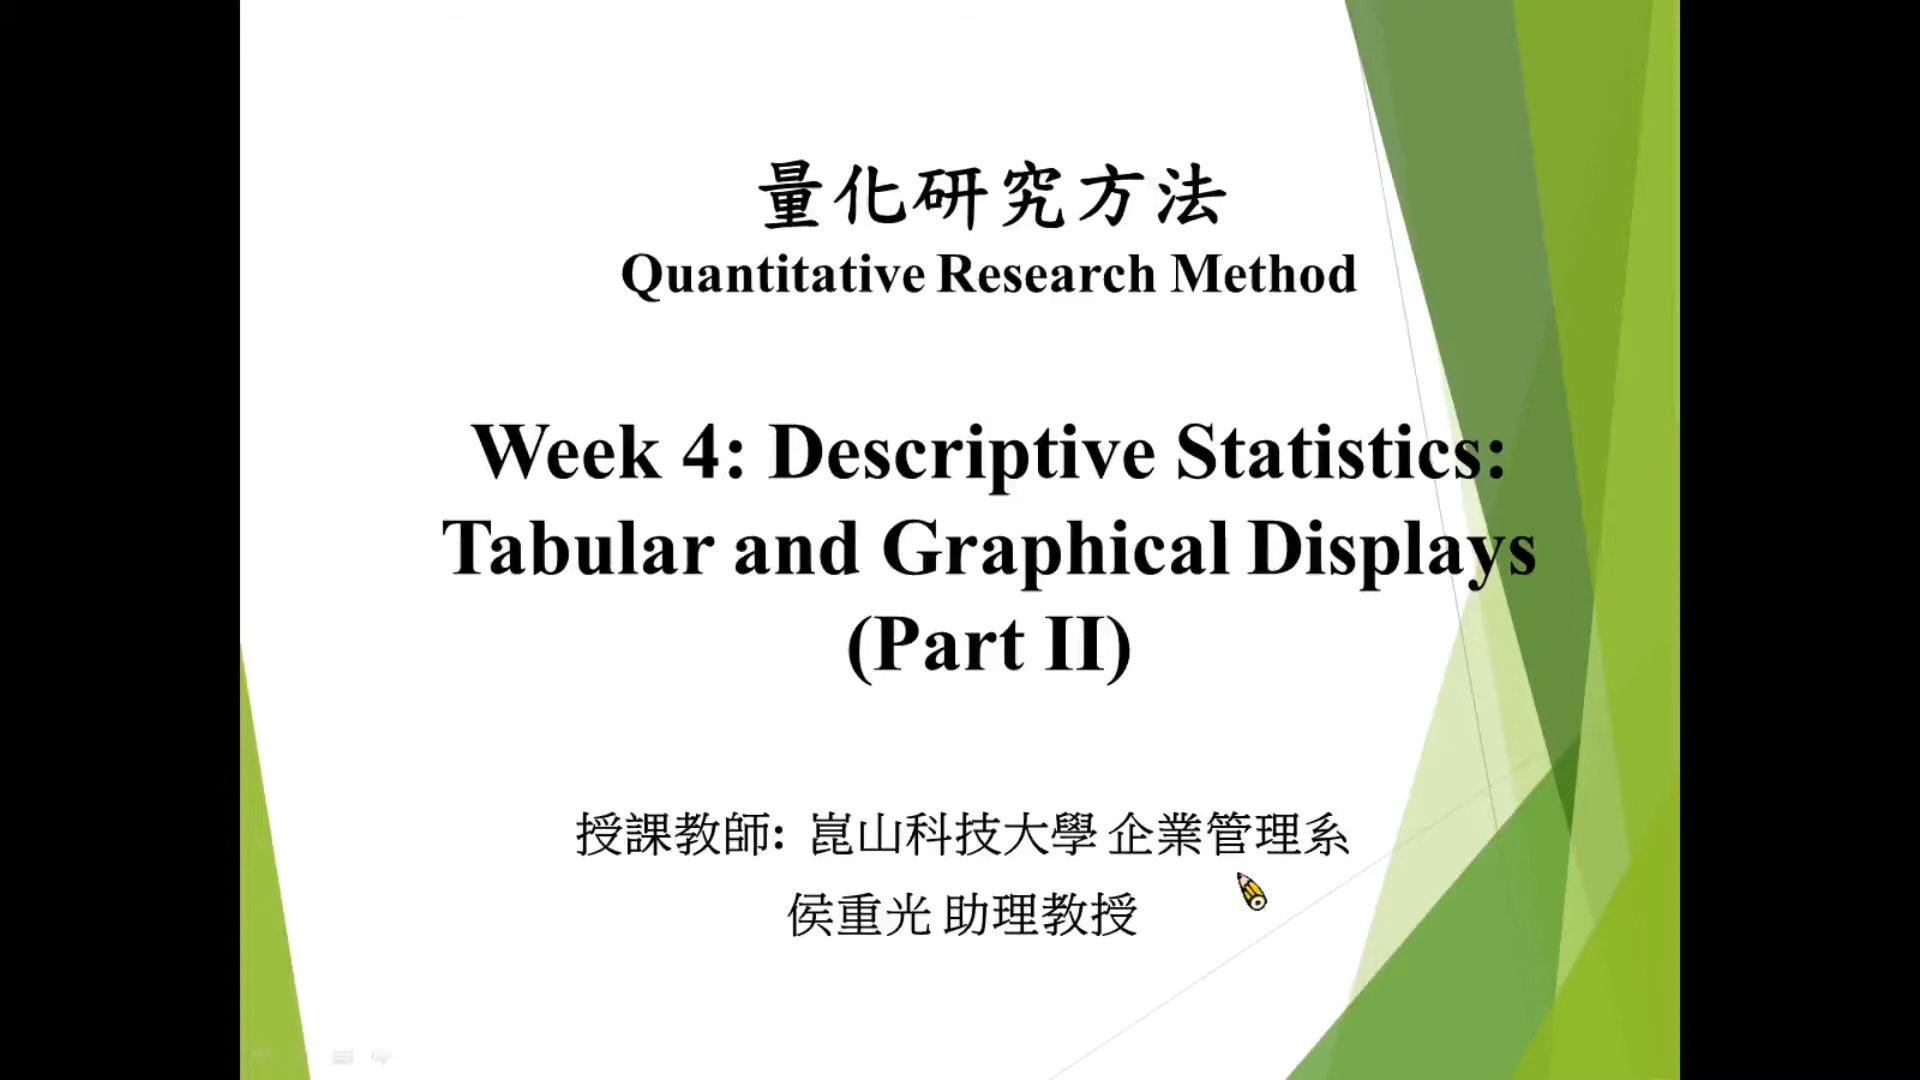 量化研究方法
Quantitative Research Method
Week 4: Descriptive Statistics:
Tabular and Graphical Displays
(Part II)
授課教師: 崑山科技大學 企業管理系
侯重光 助理教授